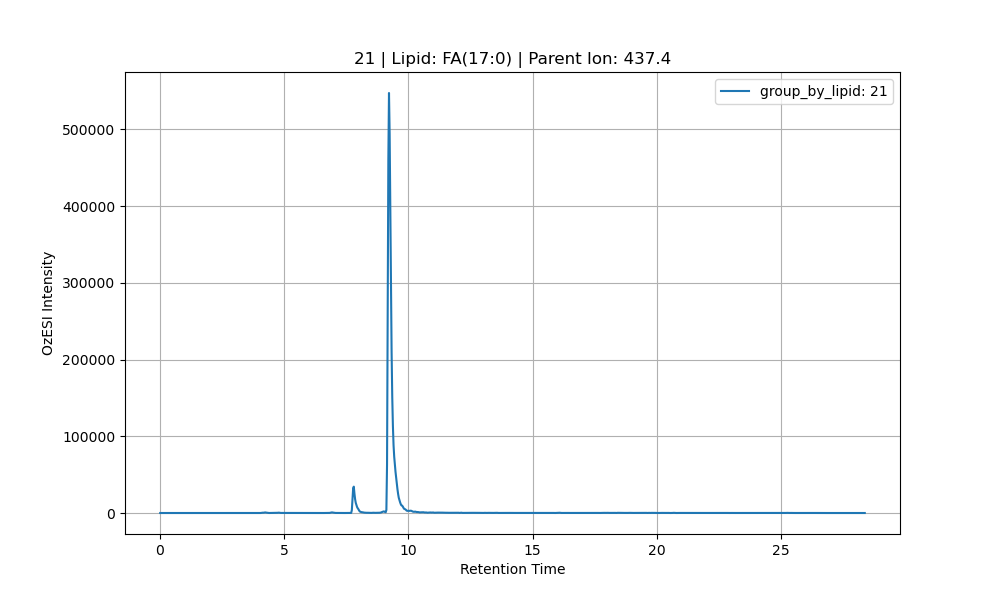 21 | Lipid: FA(17:0) | Parent Ion: 437.4
group_by_lipid: 21
500000
400000
300000
200000
100000
0
OzESI Intensity
0 5 10 15 20 25
Retention Time